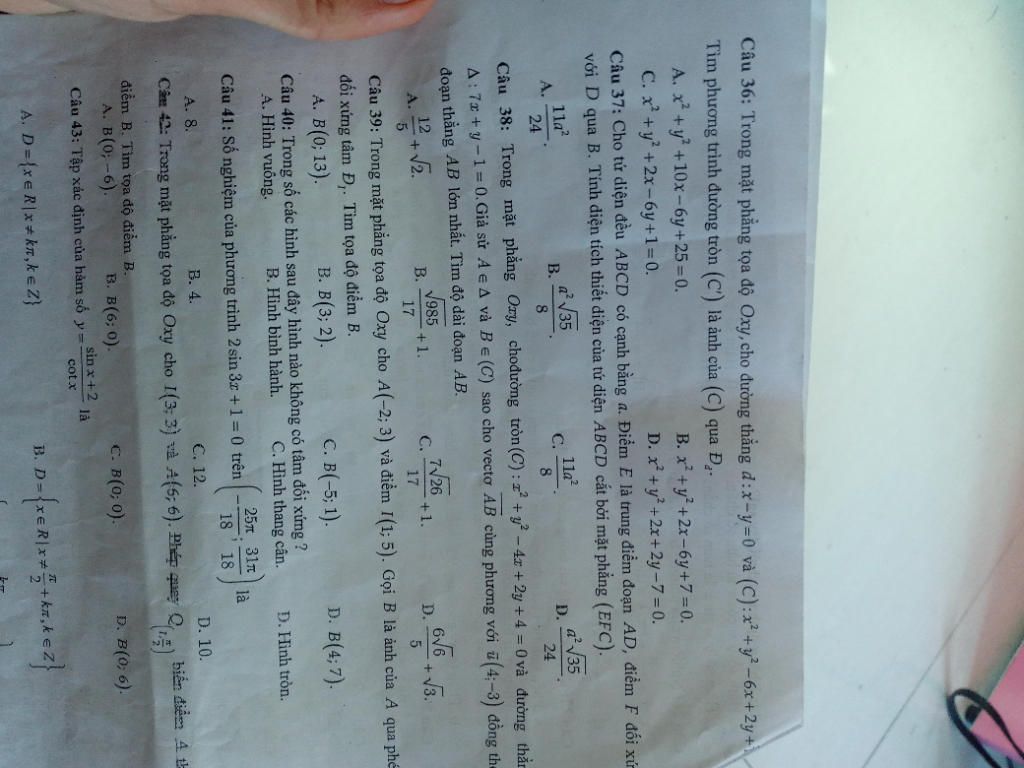 Câu 36: Trong mặt phẳng tọa độ Oxy, cho đường thẳng d: x − y = 0 và (C): x² + y² − 6x + 2y +
Tìm phương trình đường tròn (C') là ảnh của (C) qua Đ_d.
A. x² + y² + 10x − 6y + 25 = 0. B. x² + y² + 2x − 6y + 7 = 0.
C. x² + y² + 2x − 6y + 1 = 0. D. x² + y² + 2x + 2y − 7 = 0.
Câu 37: Cho tứ diện đều ABCD có cạnh bằng a. Điểm E là trung điểm đoạn AD, điểm F đối xứ
với D qua B. Tính diện tích thiết diện của tứ diện ABCD cắt bởi mặt phẳng (EFC).
A. 11a²/24. B. a²√35/8. C. 11a²/8. D. a²√35/24.
Câu 38: Trong mặt phẳng Oxy, chođường tròn(C): x² + y² − 4x + 2y + 4 = 0 và đường thẳn
Δ: 7x + y − 1 = 0.Giả sử A ∈ Δ và B ∈ (C) sao cho vectơ AB cùng phương với u(4;−3) đồng th
đoạn thẳng AB lớn nhất. Tìm độ dài đoạn AB.
A. 12/5 + √2. B. √985/17 + 1. C. 7√26/17 + 1. D. 6√6/5 + √3.
Câu 39: Trong mặt phẳng tọa độ Oxy cho A(−2; 3) và điểm I(1; 5). Gọi B là ảnh của A qua phé
đối xứng tâm Đ_I. Tìm tọa độ điểm B.
A. B(0; 13). B. B(3; 2). C. B(−5; 1). D. B(4; 7).
Câu 40: Trong số các hình sau đây hình nào không có tâm đối xứng ?
A. Hình vuông. B. Hình bình hành. C. Hình thang cân. D. Hình tròn.
Câu 41: Số nghiệm của phương trình 2sin3x + 1 = 0 trên (−25π/18; 31π/18) là
A. 8. B. 4. C. 12. D. 10.
Câu 42: Trong mặt phẳng tọa độ Oxy cho I(3; 3) và A(6; 6). Phép quay Q_(I, π/2) biến điểm A th
điểm B. Tìm tọa độ điểm B.
A. B(0; −6). B. B(6; 0). C. B(0; 0). D. B(0; 6).
Câu 43: Tập xác định của hàm số y = (sin x + 2)/cot x là
A. D = {x ∈ R | x ≠ kπ, k ∈ Z} B. D = {x ∈ R | x ≠ π/2 + kπ, k ∈ Z}
kπ